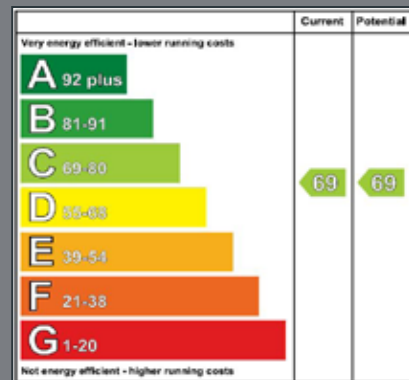 Current Potential
Very energy efficient - lower running costs
A 92 plus
B 81-91
C 69-80
D 55-68
69 69
E 39-54
F 21-38
G 1-20
Not energy efficient - higher running costs